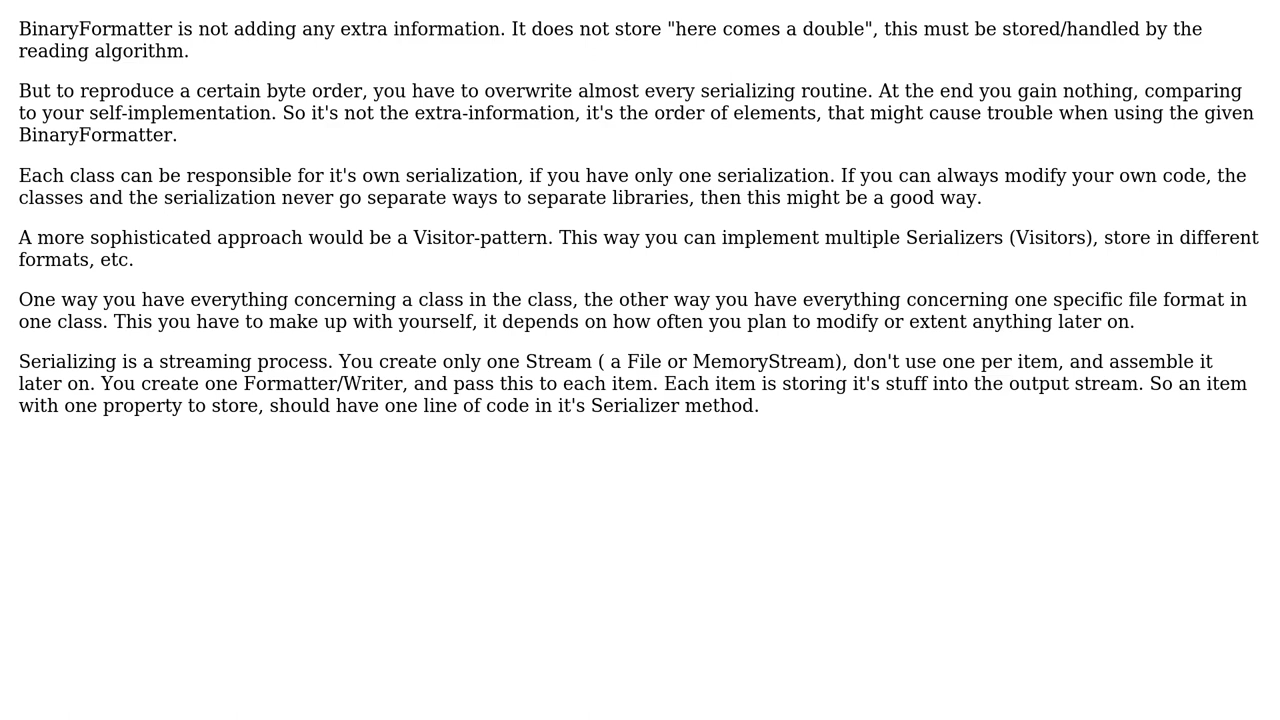 BinaryFormatter is not adding any extra information. It does not store "here comes a double", this must be stored/handled by the
reading algorithm.
But to reproduce a certain byte order, you have to overwrite almost every serializing routine. At the end you gain nothing, comparing
to your self-implementation. So it's not the extra-information, it's the order of elements, that might cause trouble when using the given
BinaryFormatter.
Each class can be responsible for it's own serialization, if you have only one serialization. If you can always modify your own code, the
classes and the serialization never go separate ways to separate libraries, then this might be a good way.
A more sophisticated approach would be a Visitor-pattern. This way you can implement multiple Serializers (Visitors), store in different
formats, etc.
One way you have everything concerning a class in the class, the other way you have everything concerning one specific file format in
one class. This you have to make up with yourself, it depends on how often you plan to modify or extent anything later on.
Serializing is a streaming process. You create only one Stream ( a File or MemoryStream), don't use one per item, and assemble it
later on. You create one Formatter/Writer, and pass this to each item. Each item is storing it's stuff into the output stream. So an item
with one property to store, should have one line of code in it's Serializer method.